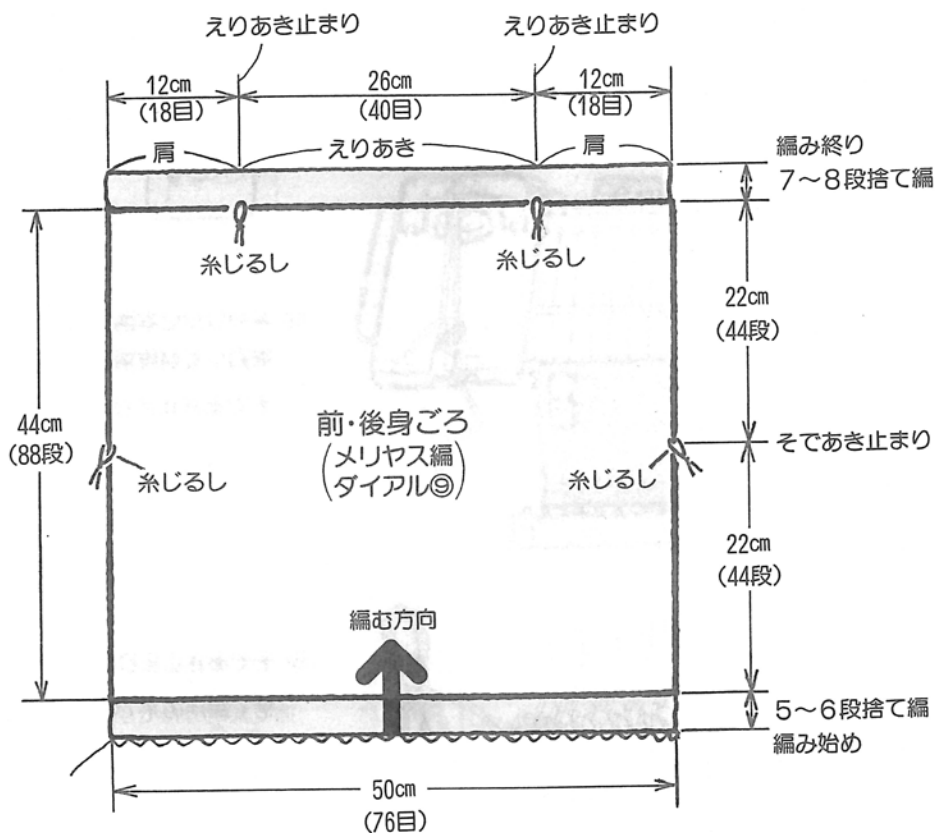 えりあき止まり
えりあき止まり
12cm
(18目)
26cm
(40目)
12cm
(18目)
肩
えりあき
肩
編み終り
7〜8段捨て編
糸じるし
糸じるし
22cm
(44段)
44cm
(88段)
前・後身ごろ
(メリヤス編
ダイアル⑨)
そであき止まり
糸じるし
糸じるし
22cm
(44段)
編む方向
5〜6段捨て編
編み始め
50cm
(76目)